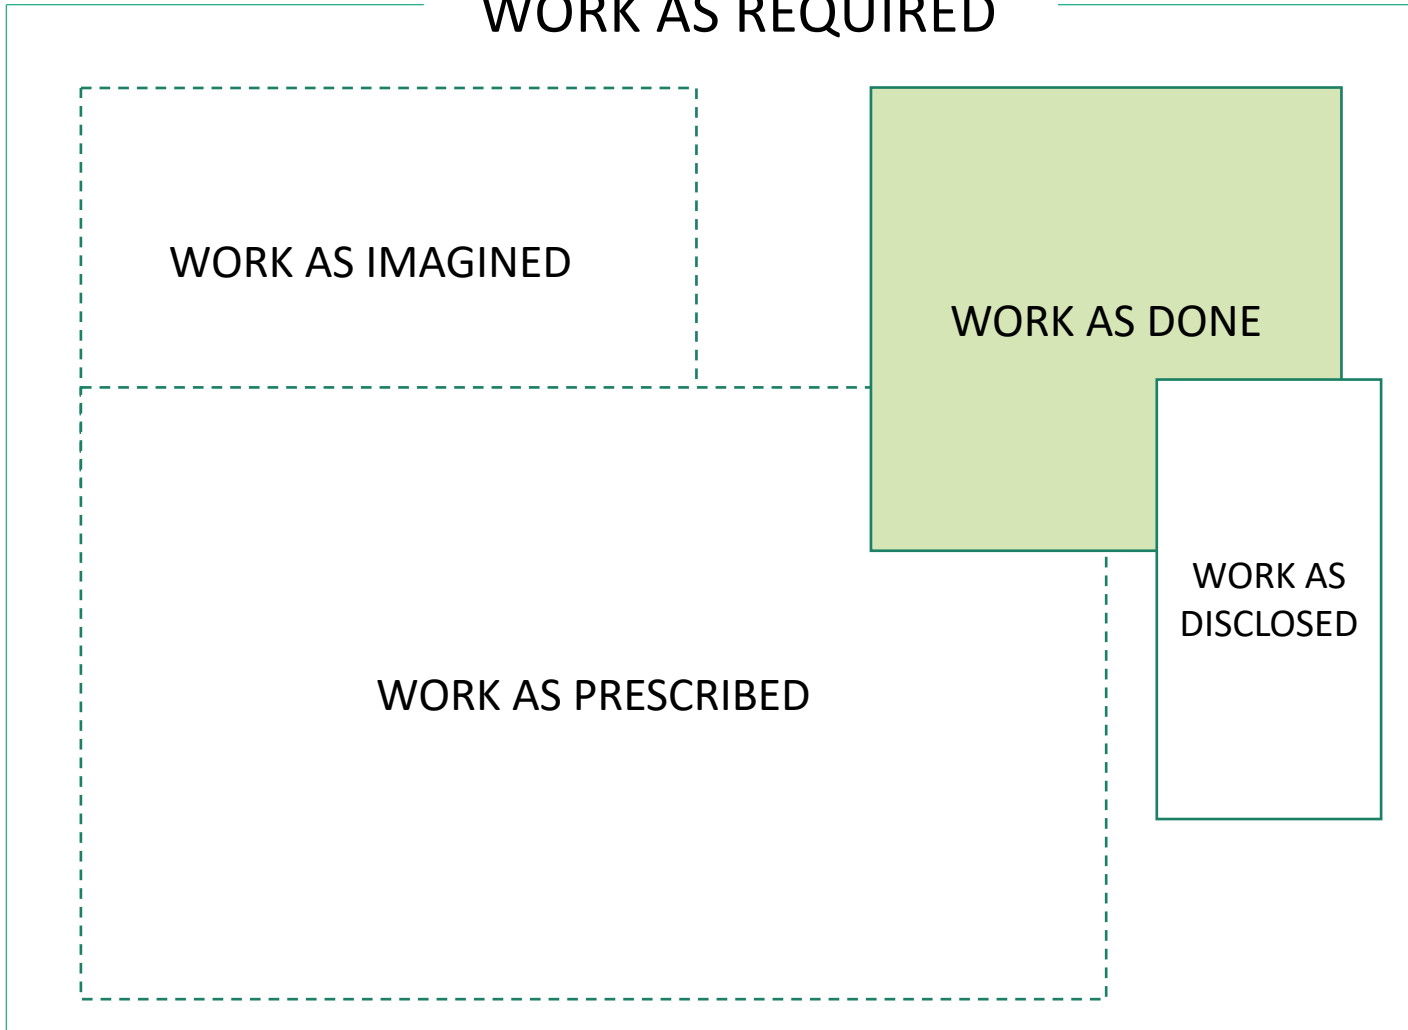 WORK AS REQUIRED
WORK AS IMAGINED
WORK AS DONE
WORK AS
DISCLOSED
WORK AS PRESCRIBED